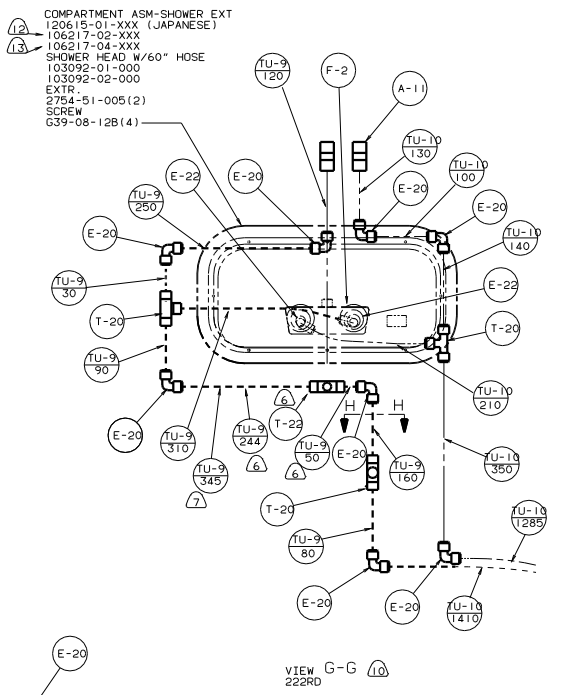 COMPARTMENT ASM-SHOWER EXT
120615-01-XXX (JAPANESE)
12 106217-02-XXX
13 106217-04-XXX
SHOWER HEAD W/60" HOSE
103092-01-000
103092-02-000
EXTR.
2754-51-005(2)
SCREW
G39-08-12B(4)
TU-9
120
F-2
A-11
TU-10
130
TU-10
100
E-22
E-20
E-20
E-20
TU-9
250
E-20
TU-10
140
TU-9
30
E-22
T-20
T-20
TU-9
90
TU-10
210
E-20
TU-9
310
TU-9
244
T-22
6
TU-9
50
H H
E-20
TU-9
160
TU-10
350
6
6
TU-9
345
7
T-20
TU-9
80
TU-10
1285
E-20
E-20
TU-10
1410
E-20
VIEW G-G 10
222RD